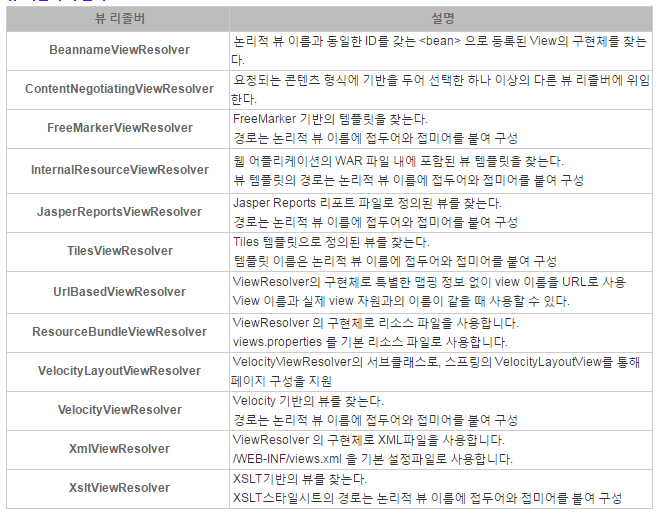 뷰 리졸버 설명
BeannameViewResolver
논리적 뷰 이름과 동일한 ID를 갖는 <bean> 으로 등록된 View의 구현체를 찾는
다.
ContentNegotiatingViewResolver
요청되는 콘텐츠 형식에 기반을 두어 선택한 하나 이상의 다른 뷰 리졸버에 위임
한다.
FreeMarkerViewResolver
FreeMarker 기반의 템플릿을 찾는다.
경로는 논리적 뷰 이름에 접두어와 접미어를 붙여 구성
InternalResourceViewResolver
웹 어플리케이션의 WAR 파일 내에 포함된 뷰 템플릿을 찾는다.
뷰 템플릿의 경로는 논리적 뷰 이름에 접두어와 접미어를 붙여 구성
JasperReportsViewResolver
Jasper Reports 리포트 파일로 정의된 뷰를 찾는다.
경로는 논리적 뷰 이름에 접두어와 접미어를 붙여 구성
TilesViewResolver
Tiles 템플릿으로 정의된 뷰를 찾는다.
템플릿 이름은 논리적 뷰 이름에 접두어와 접미어를 붙여 구성
UrlBasedViewResolver
ViewResolver의 구현체로 특별한 맵핑 정보 없이 view 이름을 URL로 사용
View 이름과 실제 view 자원과의 이름이 같을 때 사용할 수 있다.
ResourceBundleViewResolver
ViewResolver 의 구현체로 리소스 파일을 사용합니다.
views.properties 를 기본 리소스 파일로 사용합니다.
VelocityLayoutViewResolver
VelocityViewResolver의 서브클래스로, 스프링의 VelocityLayoutView를 통해
페이지 구성을 지원
VelocityViewResolver
Velocity 기반의 뷰를 찾는다.
경로는 논리적 뷰 이름에 접두어와 접미어를 붙여 구성
XmlViewResolver
ViewResolver 의 구현체로 XML파일을 사용합니다.
/WEB-INF/views.xml 을 기본 설정파일로 사용합니다.
XsltViewResolver
XSLT기반의 뷰를 찾는다.
XSLT스타일시트의 경로는 논리적 뷰 이름에 접두어와 접미어를 붙여 구성